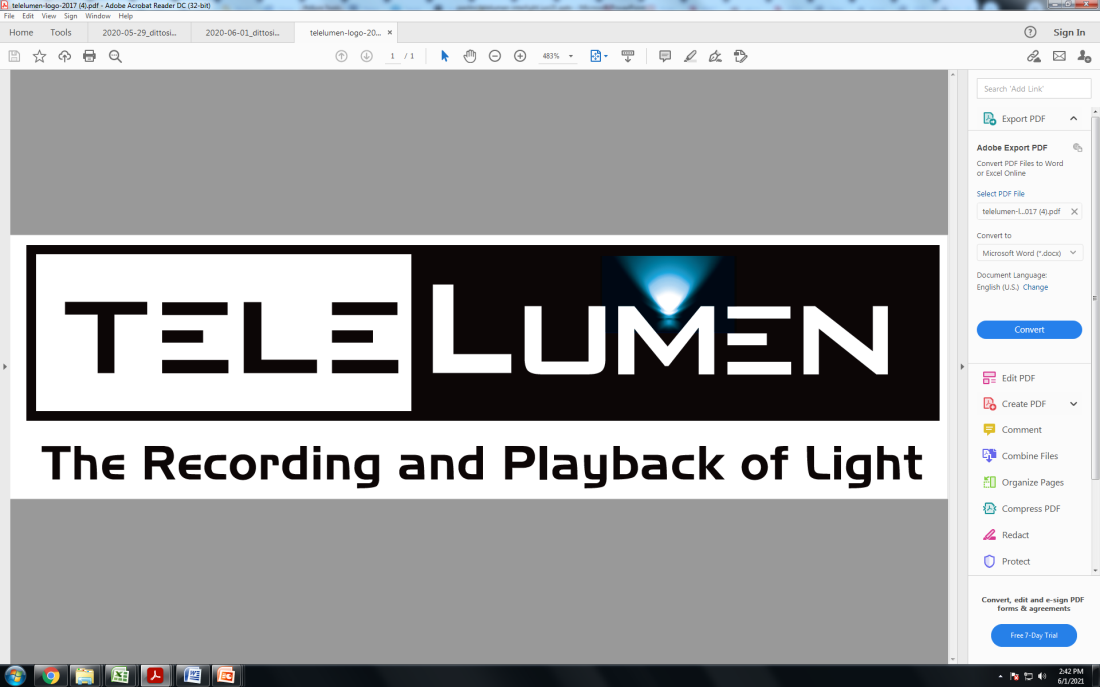 telelumen-logo-2017 (4).pdf - Adobe Acrobat Reader DC (32-bit)
File Edit View Sign Window Help
Home Tools 2020-05-29_dittosi... 2020-06-01_dittosi... telelumen-logo-20... × Sign In
1 / 1 483%
Search 'Add Link'
Export PDF
Adobe Export PDF
Convert PDF Files to Word
or Excel Online
Select PDF File
telelumen-l...017 (4).pdf
Convert to
Microsoft Word (*.docx)
Document Language:
English (U.S.) Change
Convert
Edit PDF
Create PDF
Comment
Combine Files
Organize Pages
Compress PDF
Redact
Protect
Convert, edit and e-sign PDF
forms & agreements
Free 7-Day Trial
TELELUMEN
The Recording and Playback of Light
2:42 PM
6/1/2021